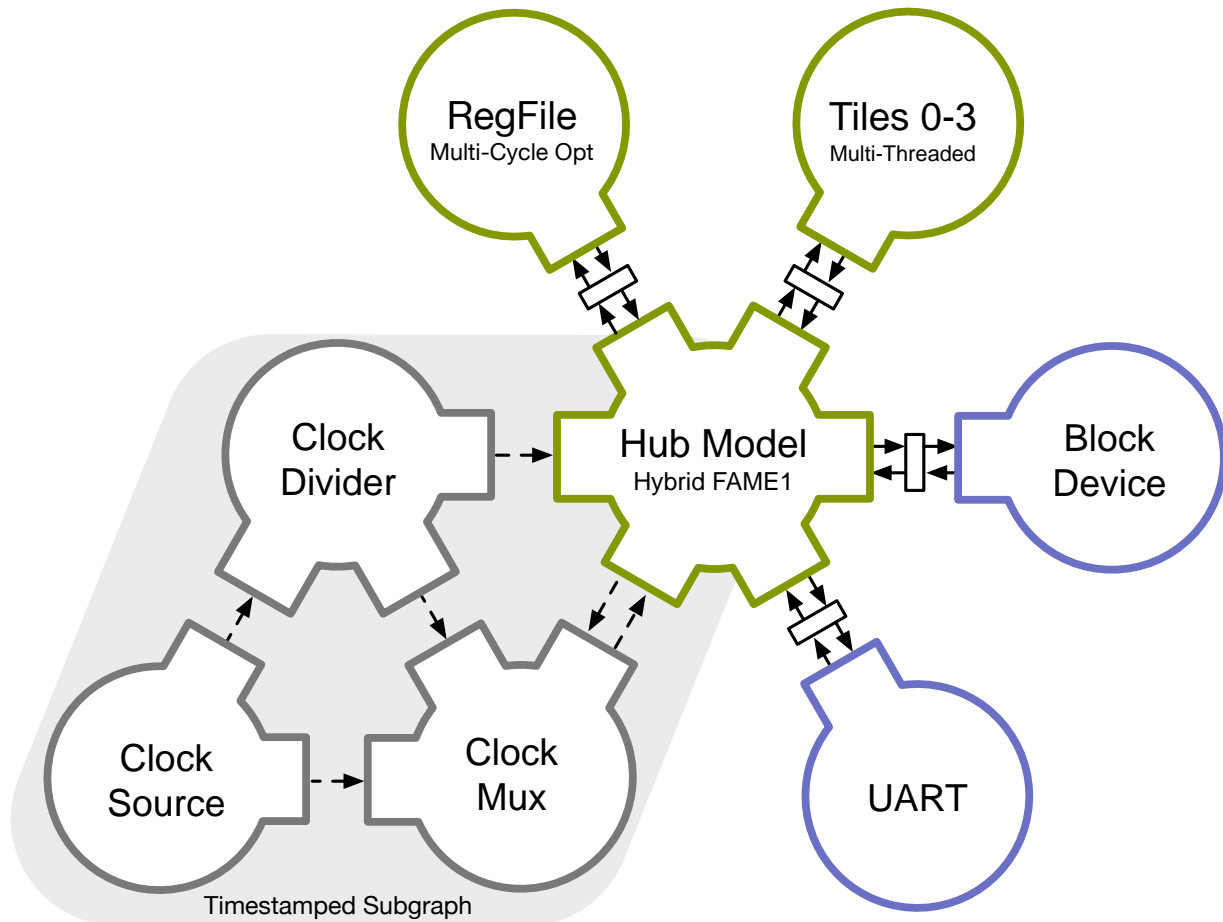 RegFile
Multi-Cycle Opt
Tiles 0-3
Multi-Threaded
Clock
Divider
Hub Model
Hybrid FAME1
Block
Device
Clock
Source
Clock
Mux
UART
Timestamped Subgraph